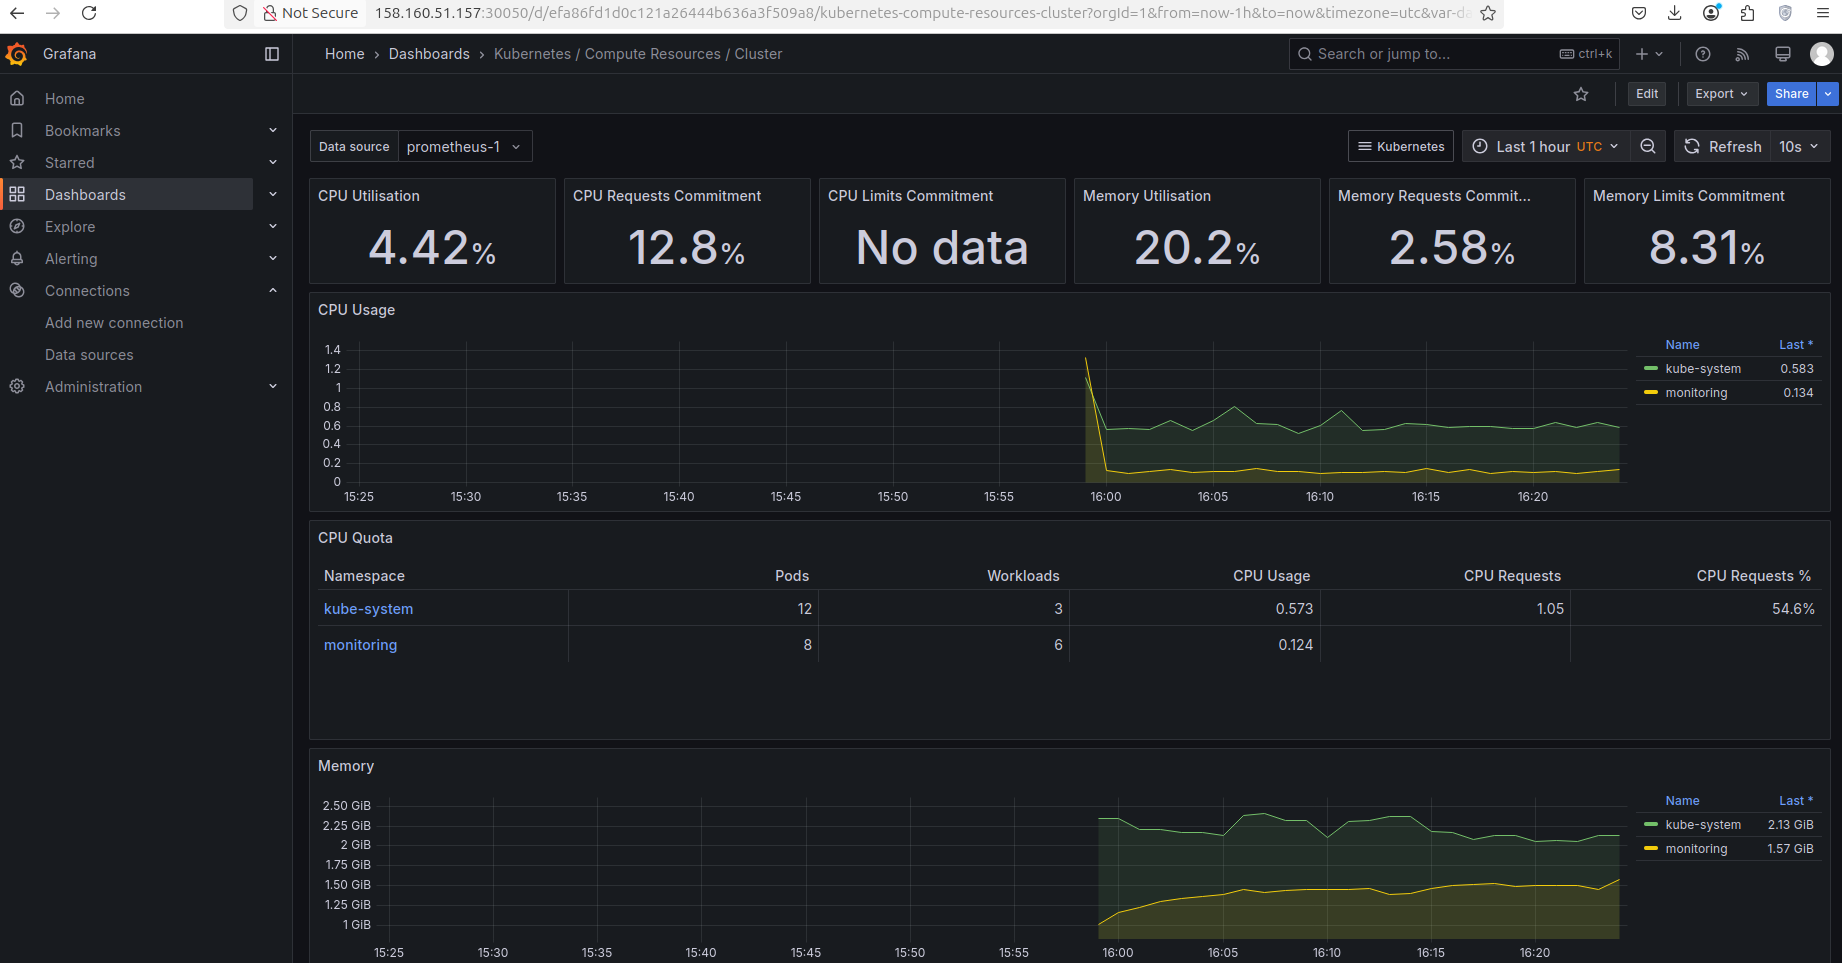 Not Secure 158.160.51.157:30050/d/efa86fd1d0c121a26444b636a3f509a8/kubernetes-compute-resources-cluster?orgId=1&from=now-1h&to=now&timezone=utc&var-da
Grafana
Home › Dashboards › Kubernetes / Compute Resources / Cluster
Search or jump to... ctrl+k
Edit Export Share
Home
Bookmarks
Starred
Dashboards
Explore
Alerting
Connections
Add new connection
Data sources
Administration
Data source prometheus-1
Kubernetes Last 1 hour UTC Refresh 10s
CPU Utilisation
4.42%
CPU Requests Commitment
12.8%
CPU Limits Commitment
No data
Memory Utilisation
20.2%
Memory Requests Commit...
2.58%
Memory Limits Commitment
8.31%
CPU Usage
1.4
1.2
1
0.8
0.6
0.4
0.2
0
15:25 15:30 15:35 15:40 15:45 15:50 15:55 16:00 16:05 16:10 16:15 16:20
Name Last *
kube-system 0.583
monitoring 0.134
CPU Quota
Namespace Pods Workloads CPU Usage CPU Requests CPU Requests %
kube-system 12 3 0.573 1.05 54.6%
monitoring 8 6 0.124
Memory
2.50 GiB
2.25 GiB
2 GiB
1.75 GiB
1.50 GiB
1.25 GiB
1 GiB
15:25 15:30 15:35 15:40 15:45 15:50 15:55 16:00 16:05 16:10 16:15 16:20
Name Last *
kube-system 2.13 GiB
monitoring 1.57 GiB